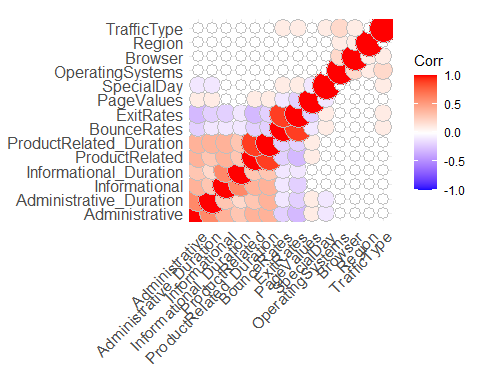 TrafficType
Region
Browser
OperatingSystems
SpecialDay
PageValues
ExitRates
BounceRates
ProductRelated_Duration
ProductRelated
Informational_Duration
Informational
Administrative_Duration
Administrative
Corr
1.0
0.5
0.0
-0.5
-1.0
Administrative
Administrative_Duration
Informational
Informational_Duration
ProductRelated
ProductRelated_Duration
BounceRates
ExitRates
PageValues
SpecialDay
OperatingSystems
Browser
Region
TrafficType